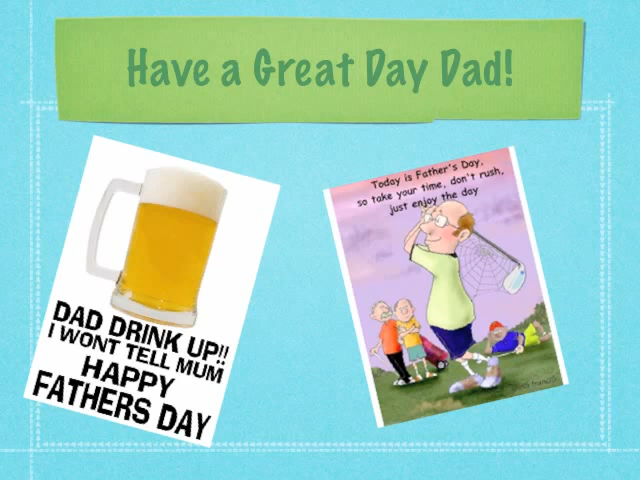 Have a Great Day Dad!
DAD DRINK UP!!
I WONT TELL MUM
HAPPY
FATHERS DAY
Today is Father's Day,
so take your time, don't rush,
just enjoy the day